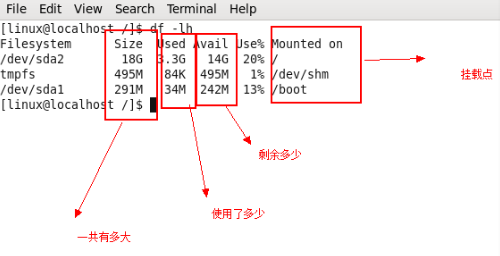 File Edit View Search Terminal Help
[linux@localhost /]$ df -lh
Filesystem Size Used Avail Use% Mounted on
/dev/sda2 18G 3.3G 14G 20% /
tmpfs 495M 84K 495M 1% /dev/shm
/dev/sda1 291M 34M 242M 13% /boot
[linux@localhost /]$
挂载点
剩余多少
使用了多少
一共有多大